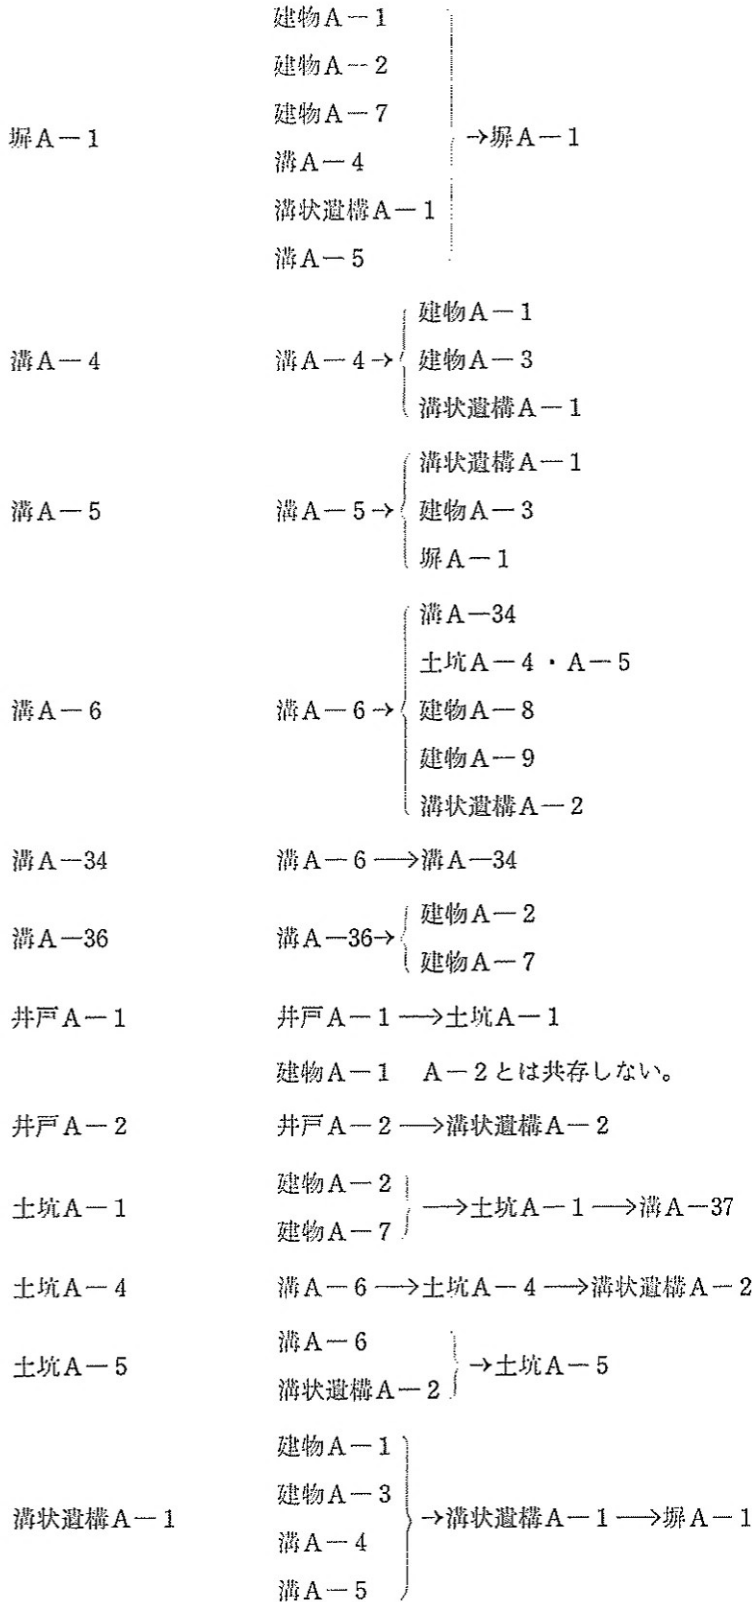 建物A－1
建物A－2
建物A－7
塀A－1 →塀A－1
溝A－4
溝状遺構A－1
溝A－5
建物A－1
溝A－4 溝A－4→ 建物A－3
溝状遺構A－1
溝状遺構A－1
溝A－5 溝A－5→ 建物A－3
塀A－1
溝A－34
土坑A－4・A－5
溝A－6 溝A－6→ 建物A－8
建物A－9
溝状遺構A－2
溝A－34 溝A－6→溝A－34
建物A－2
溝A－36 溝A－36→
建物A－7
井戸A－1 井戸A－1→土坑A－1
建物A－1 A－2とは共存しない。
井戸A－2 井戸A－2→溝状遺構A－2
建物A－2
土坑A－1 →土坑A－1→溝A－37
建物A－7
土坑A－4 溝A－6→土坑A－4→溝状遺構A－2
溝A－6
土坑A－5 →土坑A－5
溝状遺構A－2
建物A－1
建物A－3
溝状遺構A－1 →溝状遺構A－1→塀A－1
溝A－4
溝A－5